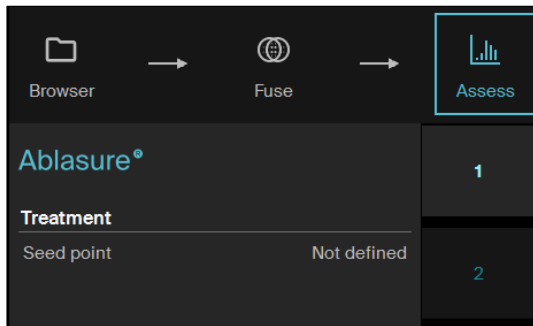 Browser
Fuse
Assess
Ablasure®
1
Treatment
Seed point Not defined
2